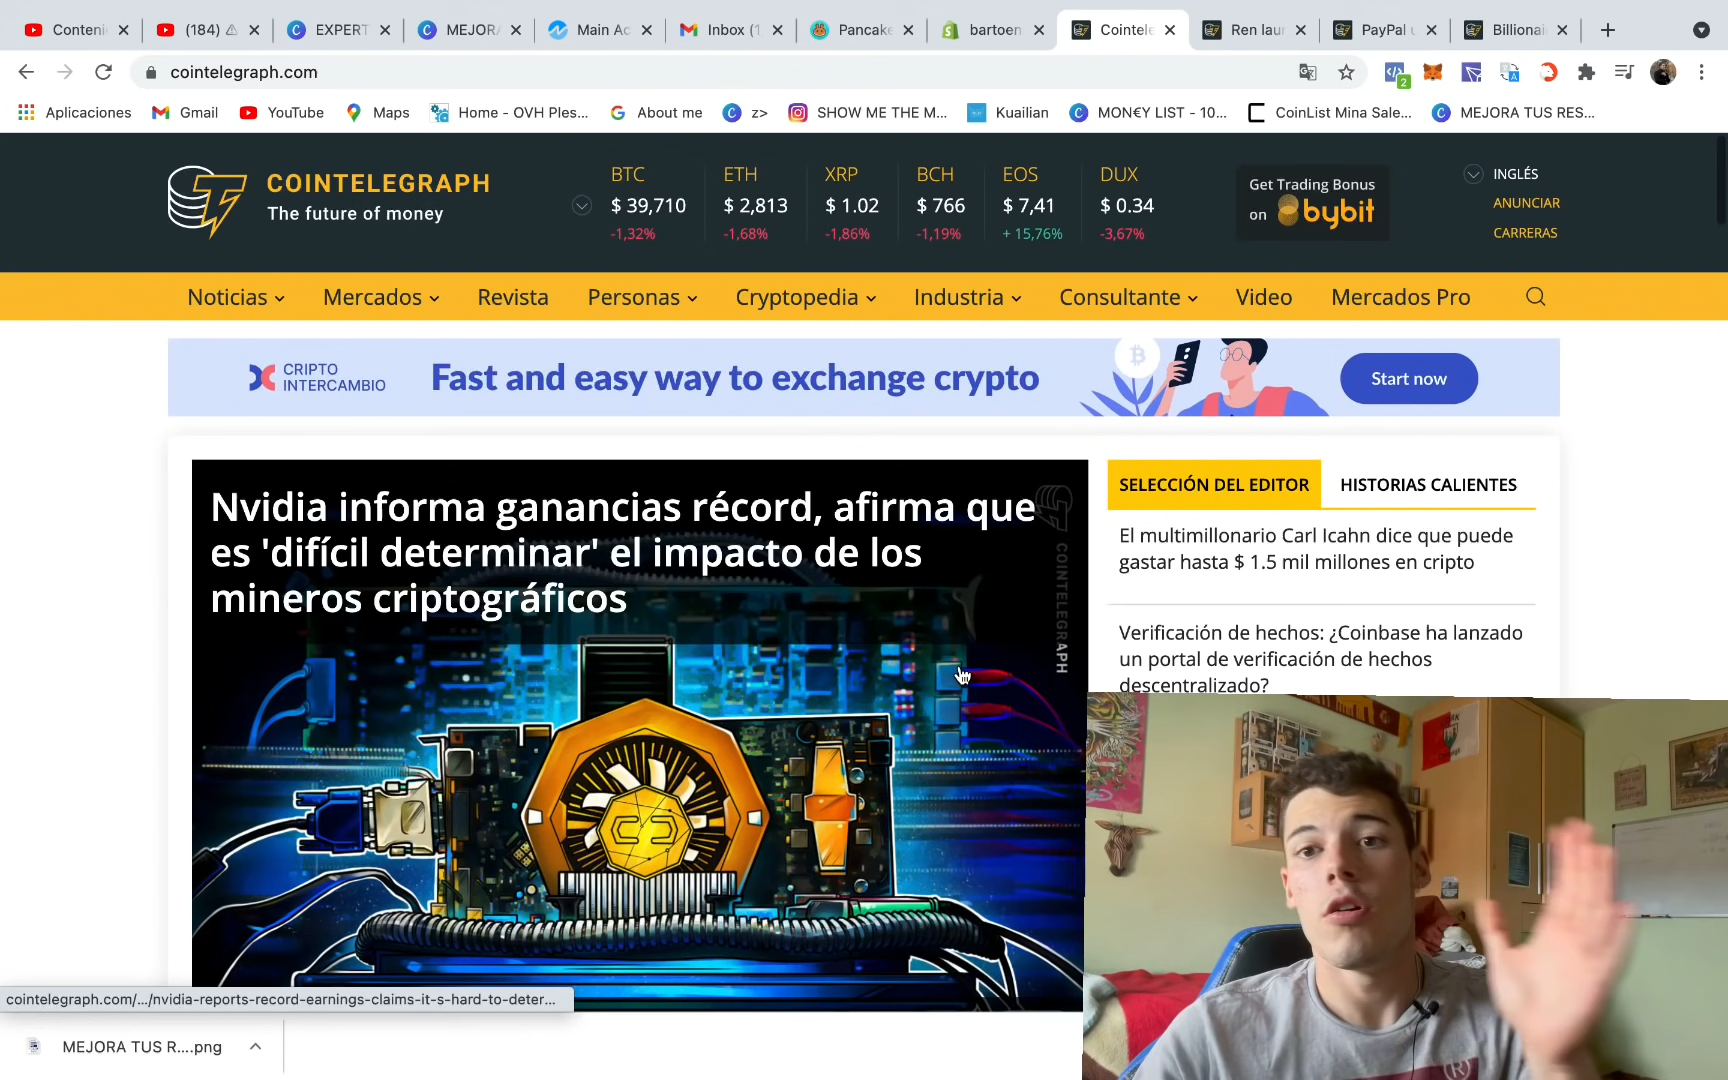 Conteni
(184)
EXPERT
MEJORA
Main Ac
Inbox (1
Pancake
bartoen
Cointele
Ren laun
PayPal u
Billionai
cointelegraph.com
2
Aplicaciones
Gmail
YouTube
Maps
Home - OVH Ples...
About me
z>
SHOW ME THE M...
Kuailian
MON€Y LIST - 10...
CoinList Mina Sale...
MEJORA TUS RES...
COINTELEGRAPH
The future of money
BTC
$ 39,710
-1,32%
ETH
$ 2,813
-1,68%
XRP
$ 1.02
-1,86%
BCH
$ 766
-1,19%
EOS
$ 7,41
+ 15,76%
DUX
$ 0.34
-3,67%
Get Trading Bonus
on bybit
INGLÉS
ANUNCIAR
CARRERAS
Noticias
Mercados
Revista
Personas
Cryptopedia
Industria
Consultante
Video
Mercados Pro
CRIPTO
INTERCAMBIO
Fast and easy way to exchange crypto
Start now
Nvidia informa ganancias récord, afirma que
es 'difícil determinar' el impacto de los
mineros criptográficos
COINTELEGRAPH
SELECCIÓN DEL EDITOR
HISTORIAS CALIENTES
El multimillonario Carl Icahn dice que puede
gastar hasta $ 1.5 mil millones en cripto
Verificación de hechos: ¿Coinbase ha lanzado
un portal de verificación de hechos
descentralizado?
cointelegraph.com/.../nvidia-reports-record-earnings-claims-it-s-hard-to-deter...
MEJORA TUS R....png